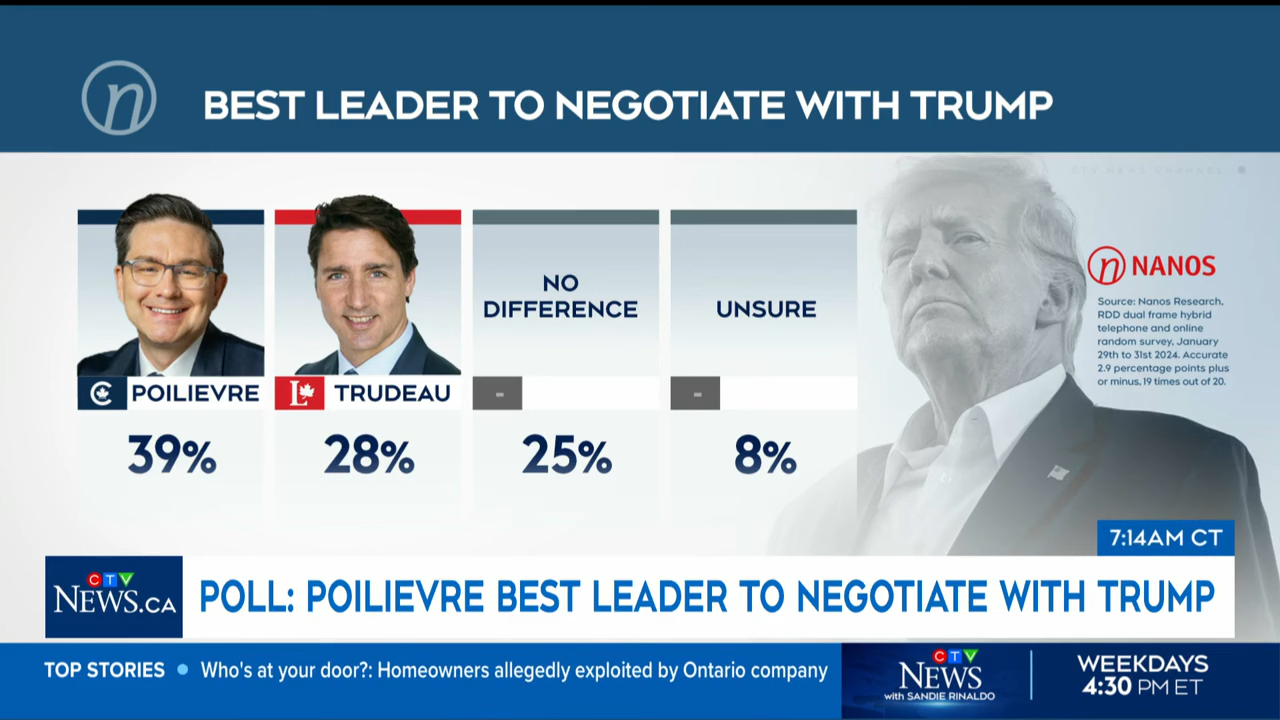 n
BEST LEADER TO NEGOTIATE WITH TRUMP
CTV NEWS CHANNEL
NO
DIFFERENCE
UNSURE
n NANOS
Source: Nanos Research,
RDD dual frame hybrid
telephone and online
random survey, January
29th to 31st 2024. Accurate
2.9 percentage points plus
or minus, 19 times out of 20.
C POILIEVRE
L TRUDEAU
-
-
39%
28%
25%
8%
7:14AM CT
CTV
NEWS.CA
POLL: POILIEVRE BEST LEADER TO NEGOTIATE WITH TRUMP
TOP STORIES • Who's at your door?: Homeowners allegedly exploited by Ontario company
CTV
NEWS
with SANDIE RINALDO
WEEKDAYS
4:30 PM ET